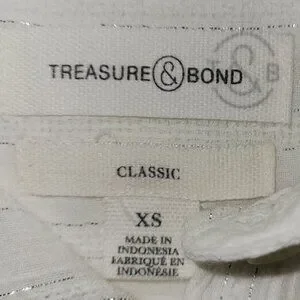 TREASURE & BOND
T & B
CLASSIC
XS
MADE IN
INDONESIA
FABRIQUÉ EN
INDONÉSIE